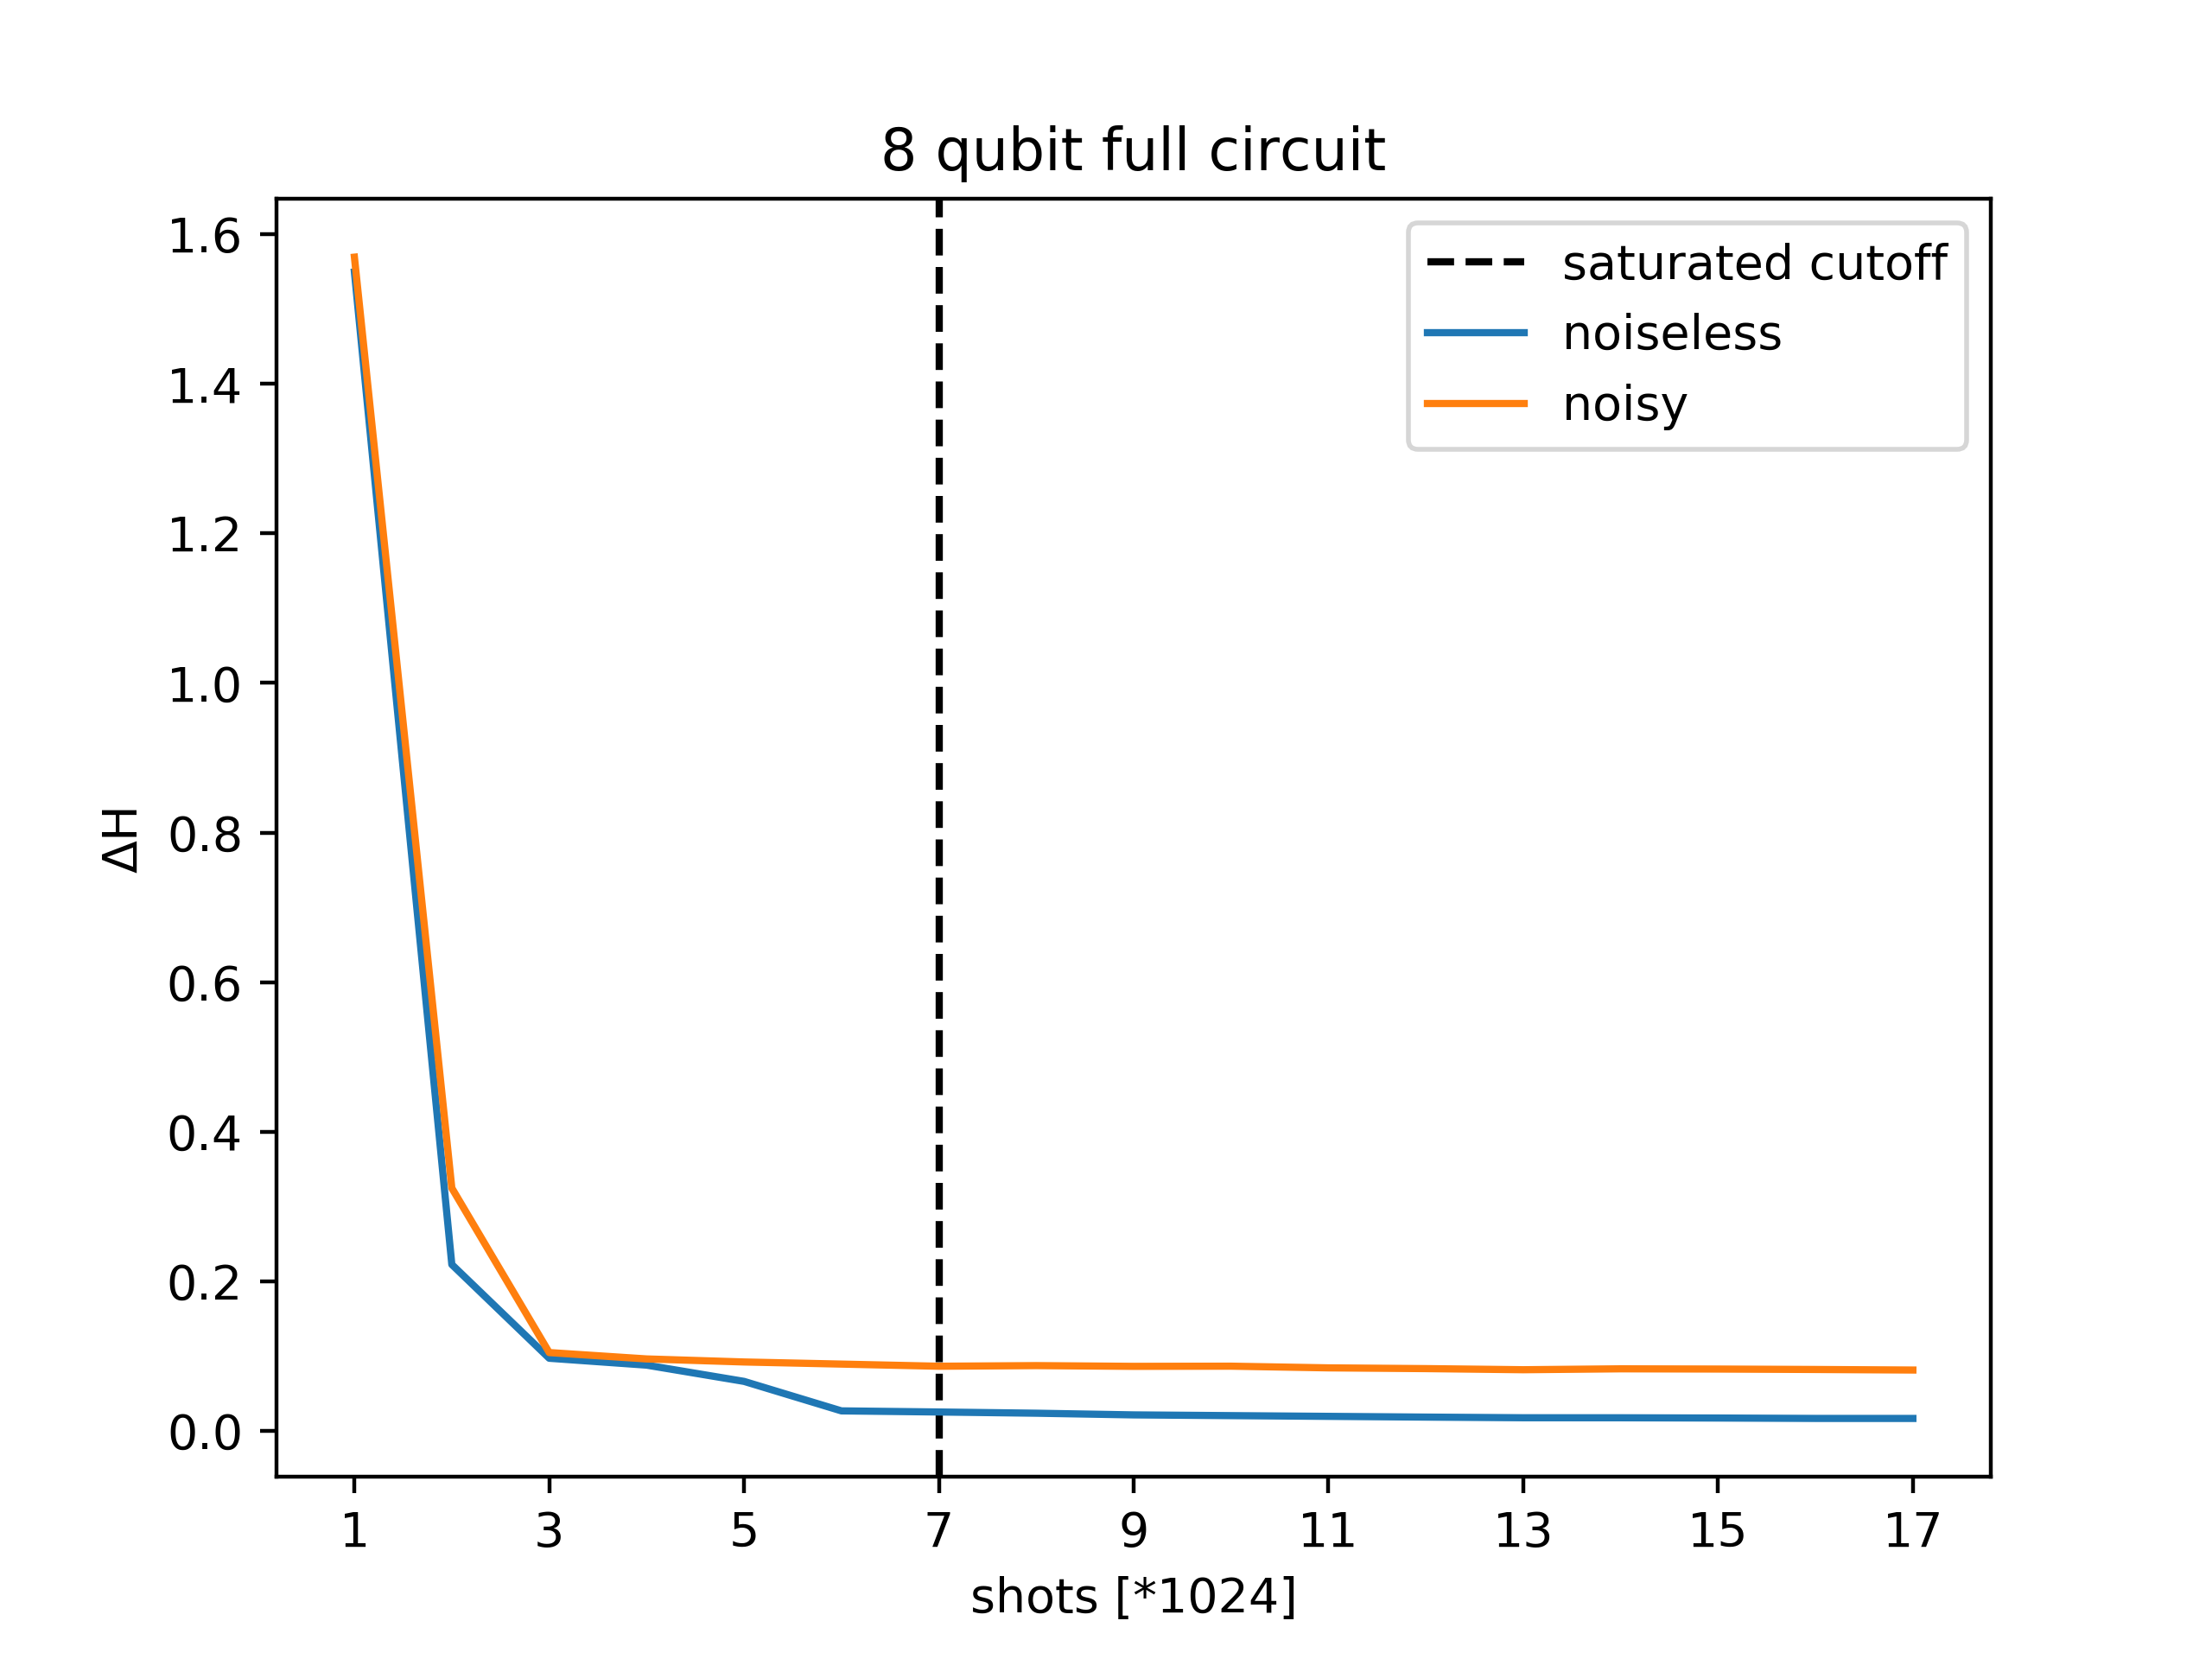 8 qubit full circuit
saturated cutoff
noiseless
noisy
1.6
1.4
1.2
1.0
0.8
0.6
0.4
0.2
0.0
ΔH
1 3 5 7 9 11 13 15 17
shots [*1024]